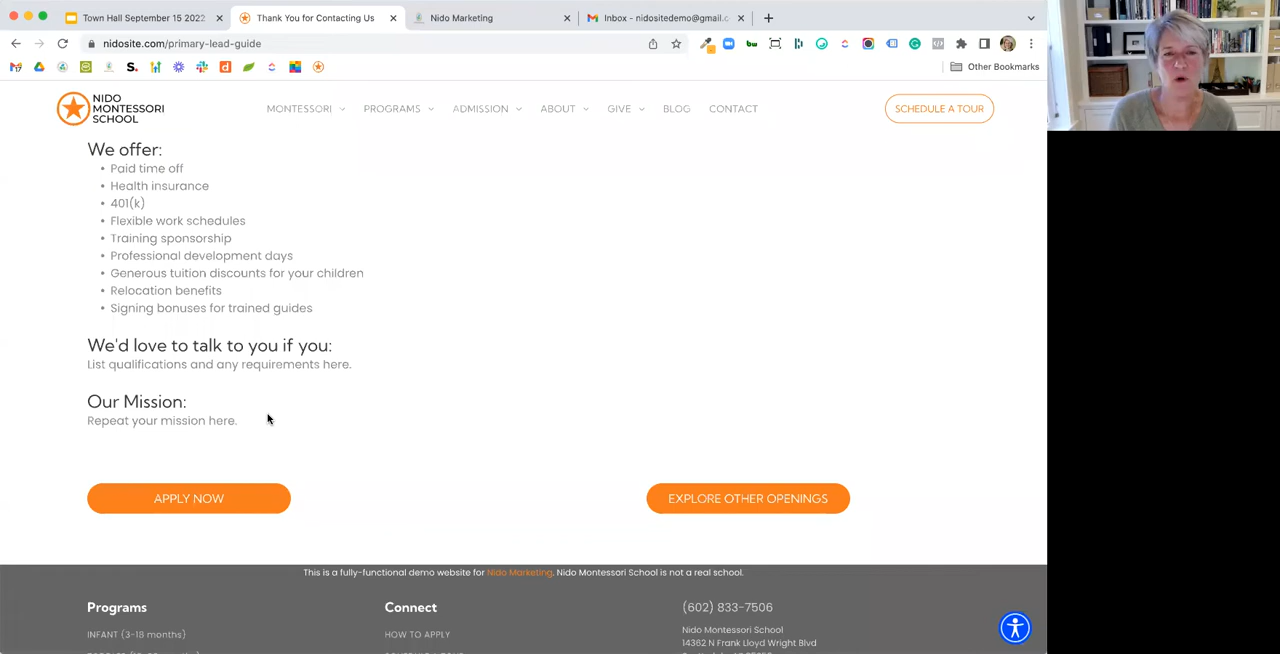 Town Hall September 15 2022
Thank You for Contacting Us
Nido Marketing
Inbox - nidositedemo@gmail.c
nidosite.com/primary-lead-guide
Other Bookmarks
NIDO
MONTESSORI
SCHOOL
MONTESSORI
PROGRAMS
ADMISSION
ABOUT
GIVE
BLOG
CONTACT
SCHEDULE A TOUR
We offer:
• Paid time off
• Health insurance
• 401(k)
• Flexible work schedules
• Training sponsorship
• Professional development days
• Generous tuition discounts for your children
• Relocation benefits
• Signing bonuses for trained guides
We'd love to talk to you if you:
List qualifications and any requirements here.
Our Mission:
Repeat your mission here.
APPLY NOW
EXPLORE OTHER OPENINGS
This is a fully-functional demo website for Nido Marketing. Nido Montessori School is not a real school.
Programs
Connect
(602) 833-7506
INFANT (3-18 months)
HOW TO APPLY
Nido Montessori School
14362 N Frank Lloyd Wright Blvd